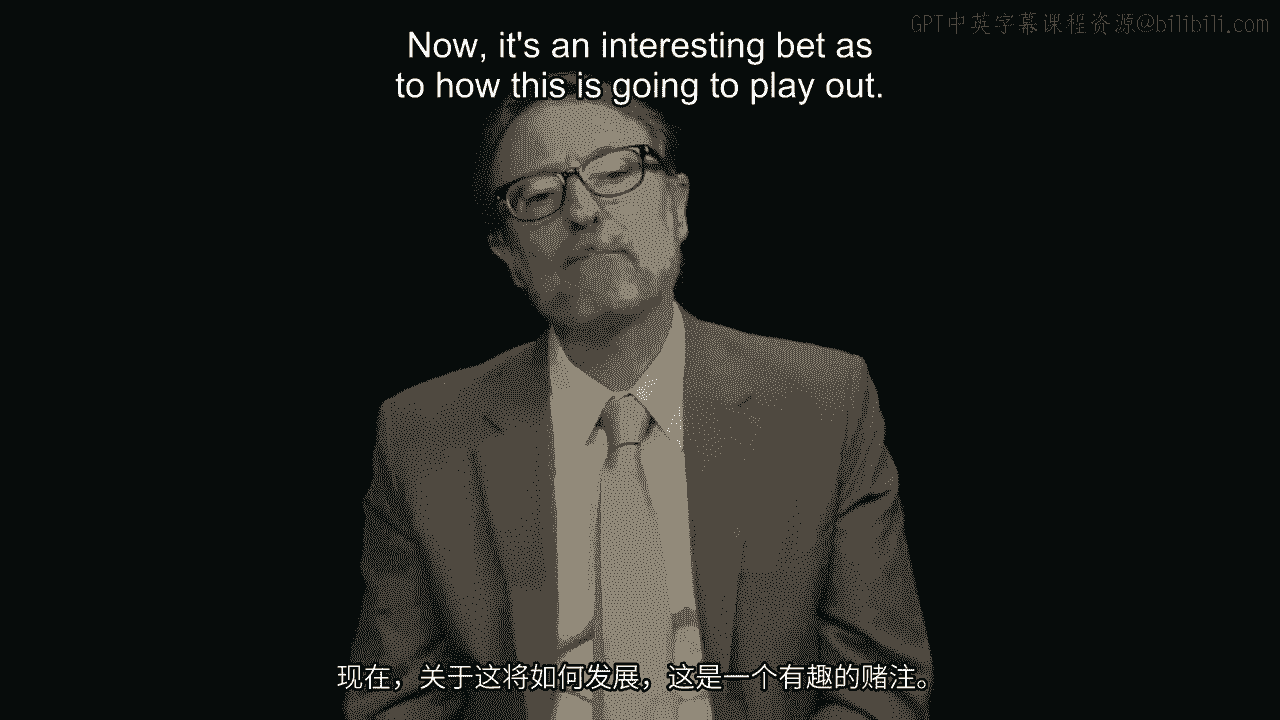 GPT中英字幕课程资源@bilibili.com
Now, it's an interesting bet as
to how this is going to play out.
现在，关于这将如何发展，这是一个有趣的赌注。